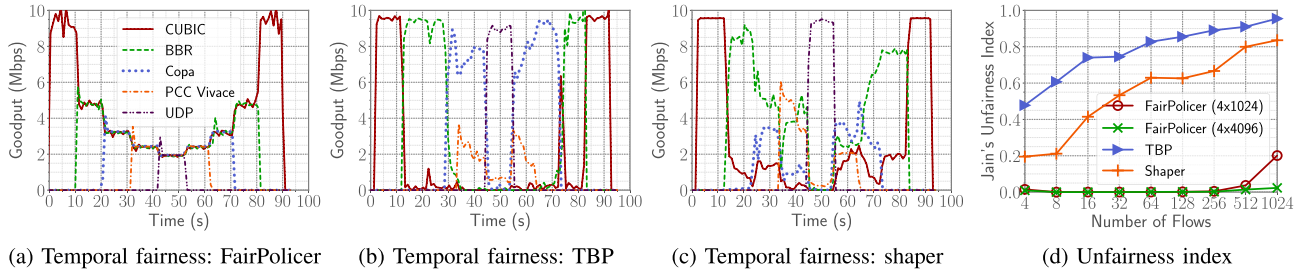 10
8
6
4
2
0
Goodput (Mbps)
CUBIC
BBR
Copa
PCC Vivace
UDP
0 10 20 30 40 50 60 70 80 90 100
Time (s)
(a) Temporal fairness: FairPolicer
10
8
6
4
2
0
Goodput (Mbps)
0 10 20 30 40 50 60 70 80 90 100
Time (s)
(b) Temporal fairness: TBP
10
8
6
4
2
0
Goodput (Mbps)
0 10 20 30 40 50 60 70 80 90 100
Time (s)
(c) Temporal fairness: shaper
1.0
0.8
0.6
0.4
0.2
0.0
Jain's Unfairness Index
FairPolicer (4x1024)
FairPolicer (4x4096)
TBP
Shaper
4 8 16 32 64 128 256 512 1024
Number of Flows
(d) Unfairness index